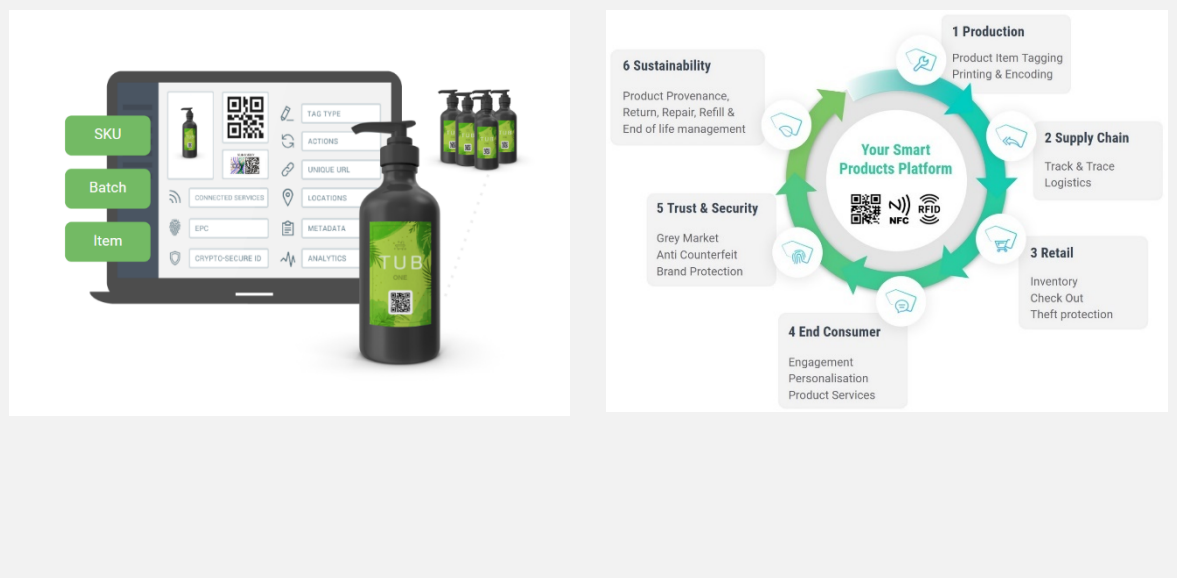 SKU
Batch
Item
TAG TYPE
ACTIONS
UNIQUE URL
CONNECTED SERVICES
LOCATIONS
EPC
METADATA
CRYPTO-SECURE ID
ANALYTICS
TUB
ONE
1 Production
Product Item Tagging
Printing & Encoding
2 Supply Chain
Track & Trace
Logistics
3 Retail
Inventory
Check Out
Theft protection
4 End Consumer
Engagement
Personalisation
Product Services
5 Trust & Security
Grey Market
Anti Counterfeit
Brand Protection
6 Sustainability
Product Provenance,
Return, Repair, Refill &
End of life management
Your Smart
Products Platform
NFC
RFID